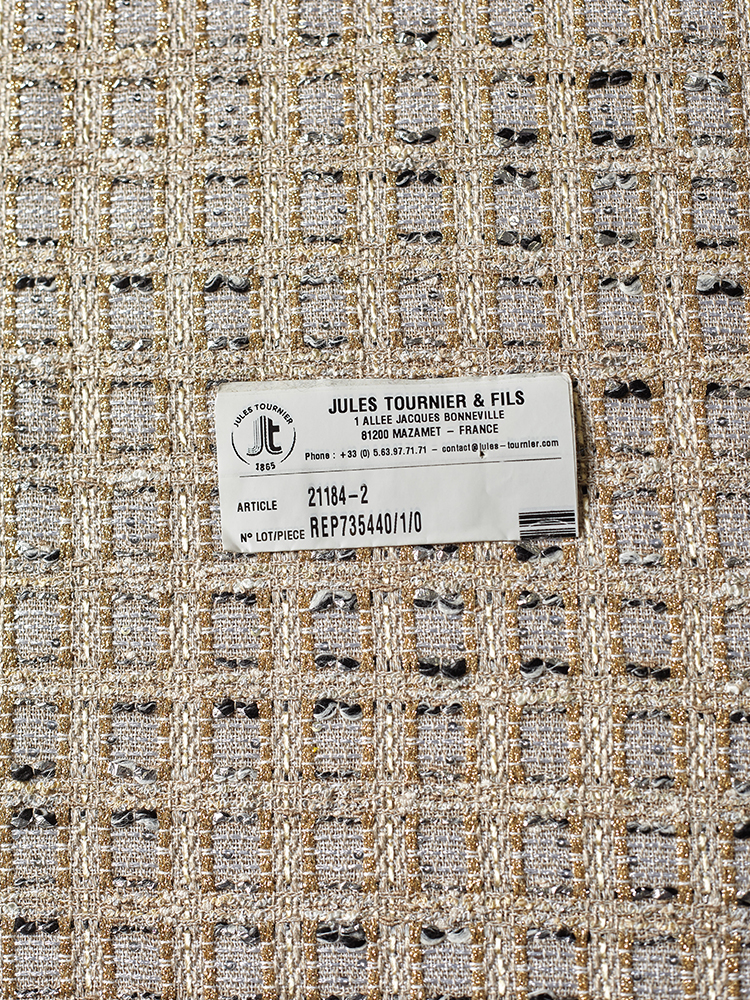 JULES TOURNIER
Jt
1865
JULES TOURNIER & FILS
1 ALLEE JACQUES BONNEVILLE
81200 MAZAMET – FRANCE
Phone : +33 (0) 5.63.97.71.71 – contact@jules-tournier.com
ARTICLE 21184-2
Nº LOT/PIECE REP735440/1/0